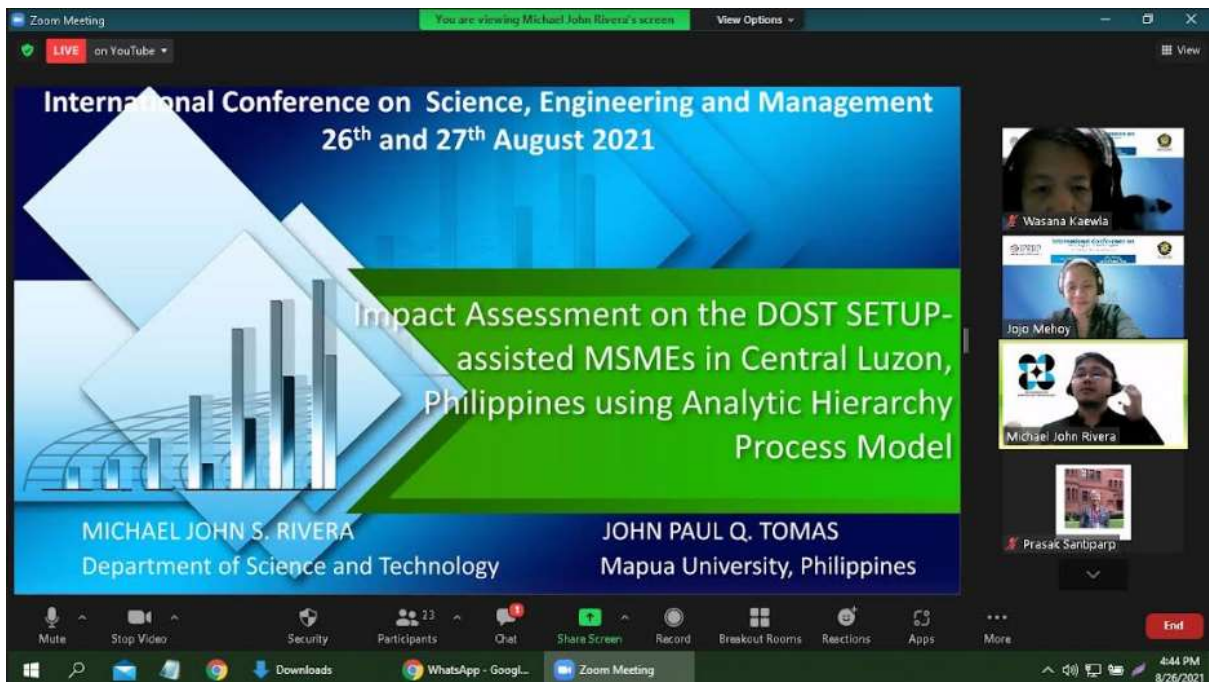 Zoom Meeting
You are viewing Michael John Rivera's screen
View Options
LIVE
on YouTube
View
International Conference on Science, Engineering and Management
26th and 27th August 2021
Impact Assessment on the DOST SETUP-
assisted MSMEs in Central Luzon,
Philippines using Analytic Hierarchy
Process Model
MICHAEL JOHN S. RIVERA
Department of Science and Technology
JOHN PAUL Q. TOMAS
Mapua University, Philippines
Wasana Kaewla
International Conference on
Jojo Mehoy
Michael John Rivera
Prasak Santiparp
Mute
Stop Video
Security
23
Participants
1
Chat
Share Screen
Record
Breakout Rooms
Reactions
Apps
More
End
Downloads
WhatsApp - Googl...
Zoom Meeting
4:44 PM
8/26/2021